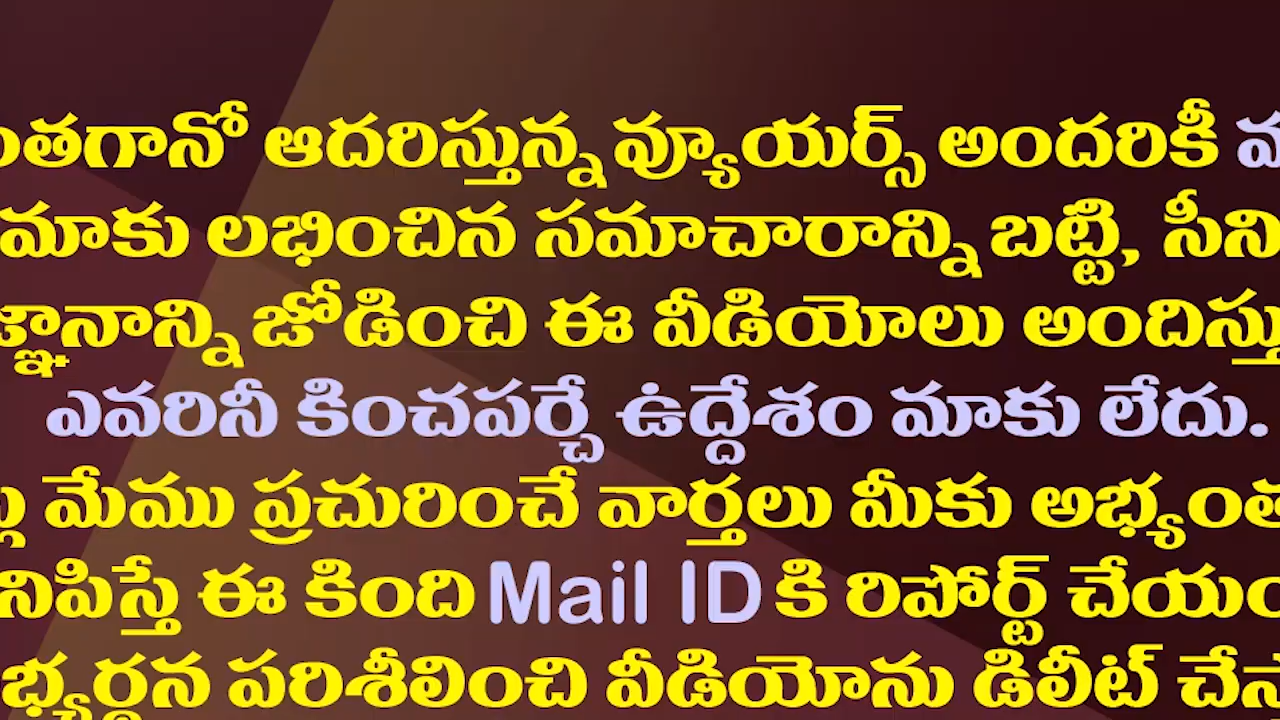 ంతగానో ఆదరిస్తున్న వ్యూయర్స్ అందరికీ
మాకు లభించిన సమాచారాన్ని బట్టి, సీని
జ్ఞానాన్ని జోడించి ఈ వీడియోలు అందిస్తు
ఎవరినీ కించపర్చే ఉద్దేశం మాకు లేదు.
మేము ప్రచురించే వార్తలు మీకు అభ్యంత
నిపిస్తే ఈ కింది Mail ID కి రిపోర్ట్ చేయం
భ్యర్థన పరిశీలించి వీడియోను డిలీట్ చేస